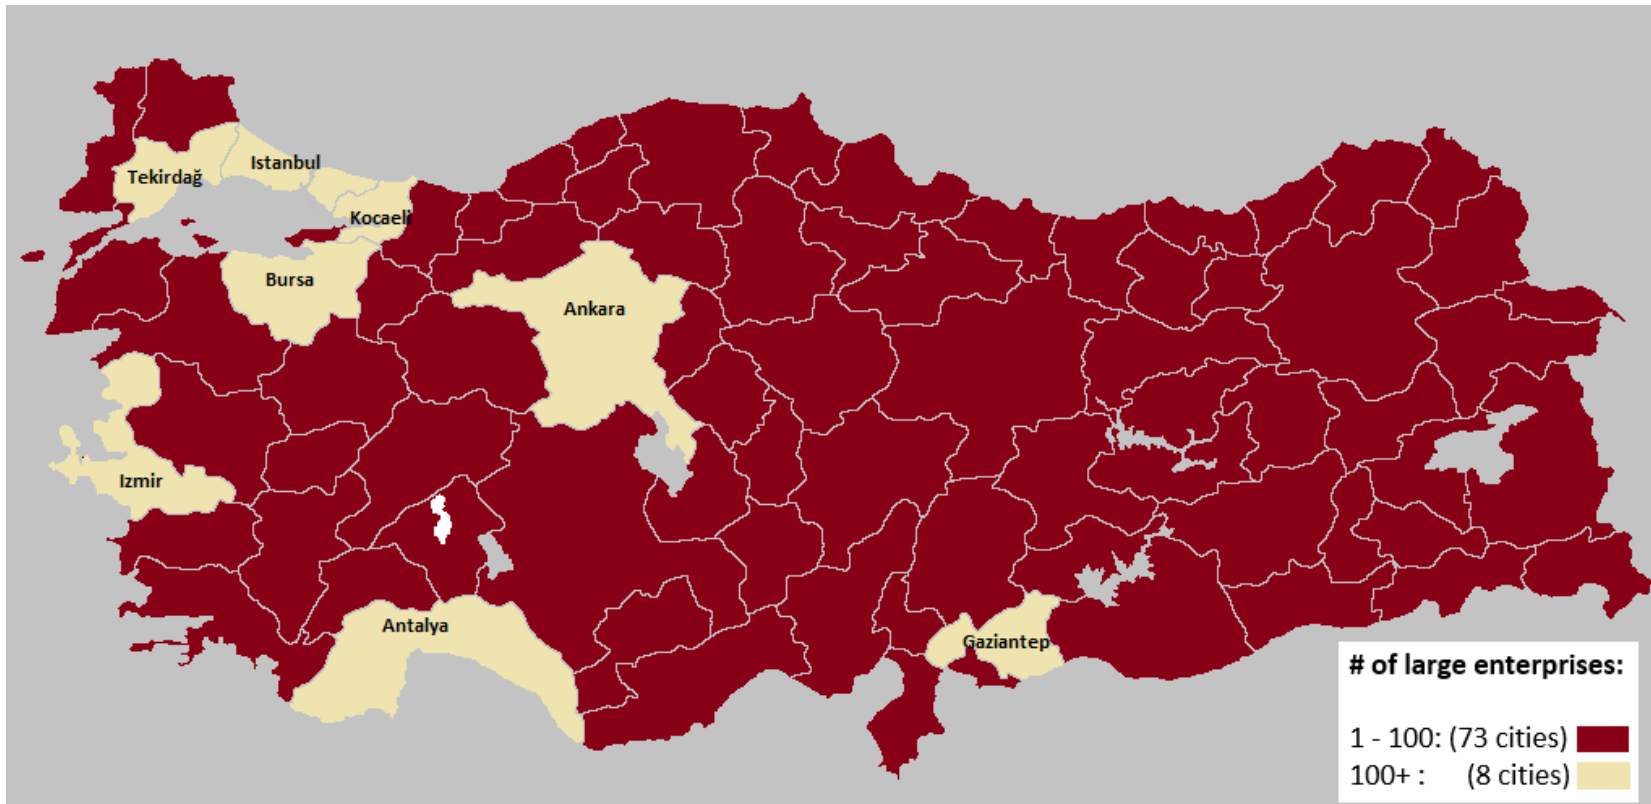 Istanbul
Tekirdağ
Kocaeli
Bursa
Ankara
Izmir
Antalya
Gaziantep
# of large enterprises:
1 - 100: (73 cities)
100+ : (8 cities)